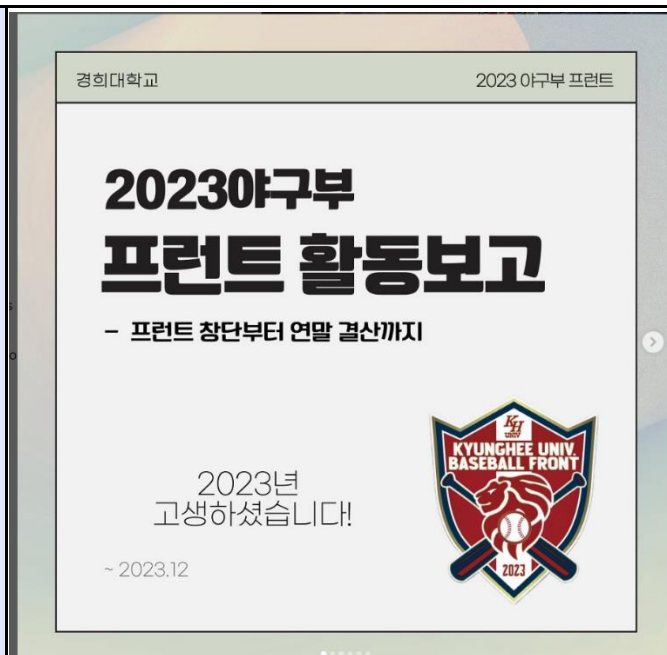 경희대학교
2023 야구부 프런트
2023야구부
프런트 활동보고
- 프런트 창단부터 연말 결산까지
2023년
고생하셨습니다!
~ 2023.12
KH
UNIV
KYUNGHEE UNIV.
BASEBALL FRONT
2023
s
o